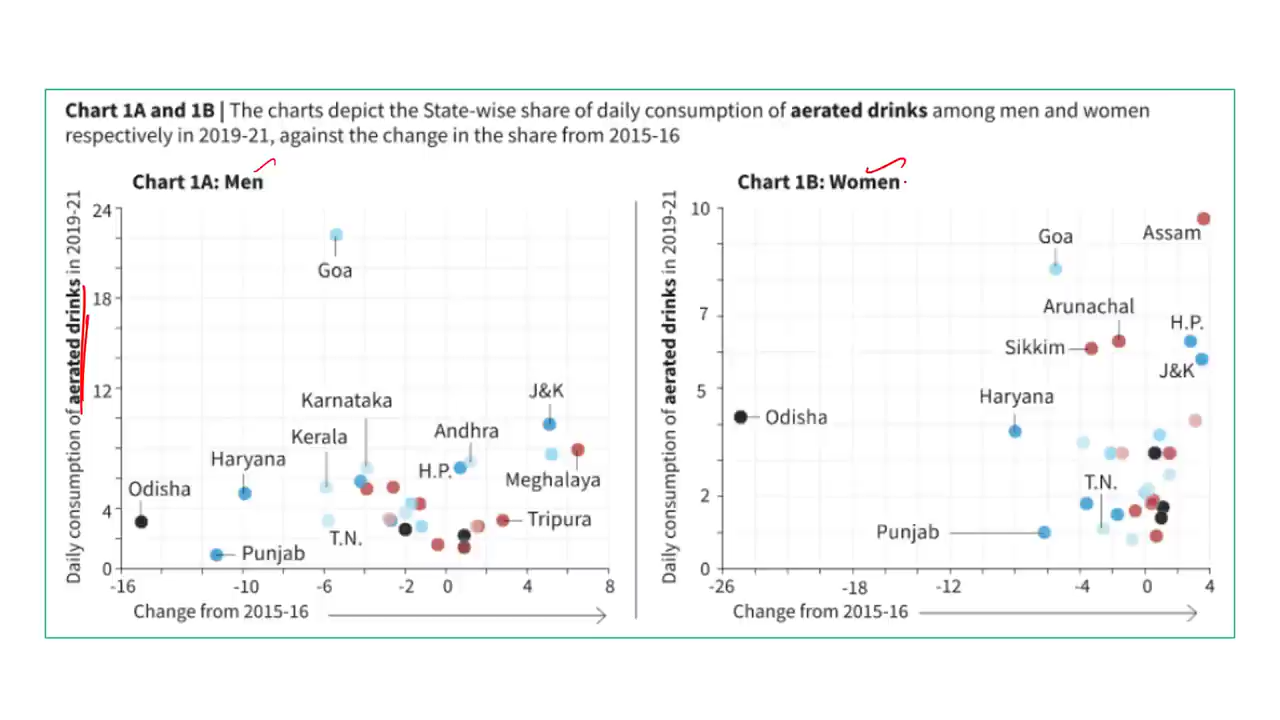 Chart 1A and 1B | The charts depict the State-wise share of daily consumption of aerated drinks among men and women
respectively in 2019-21, against the change in the share from 2015-16
Chart 1A: Men
Daily consumption of aerated drinks in 2019-21
24
18
12
4
0
Goa
J&K
Karnataka
Kerala
Andhra
Haryana
H.P.
Meghalaya
Odisha
Tripura
T.N.
Punjab
-16
-10
-6
-2
0
4
8
Change from 2015-16
Chart 1B: Women
Daily consumption of aerated drinks in 2019-21
10
7
5
2
0
Assam
Goa
Arunachal
H.P.
Sikkim
J&K
Haryana
Odisha
T.N.
Punjab
-26
-18
-12
-4
0
4
Change from 2015-16